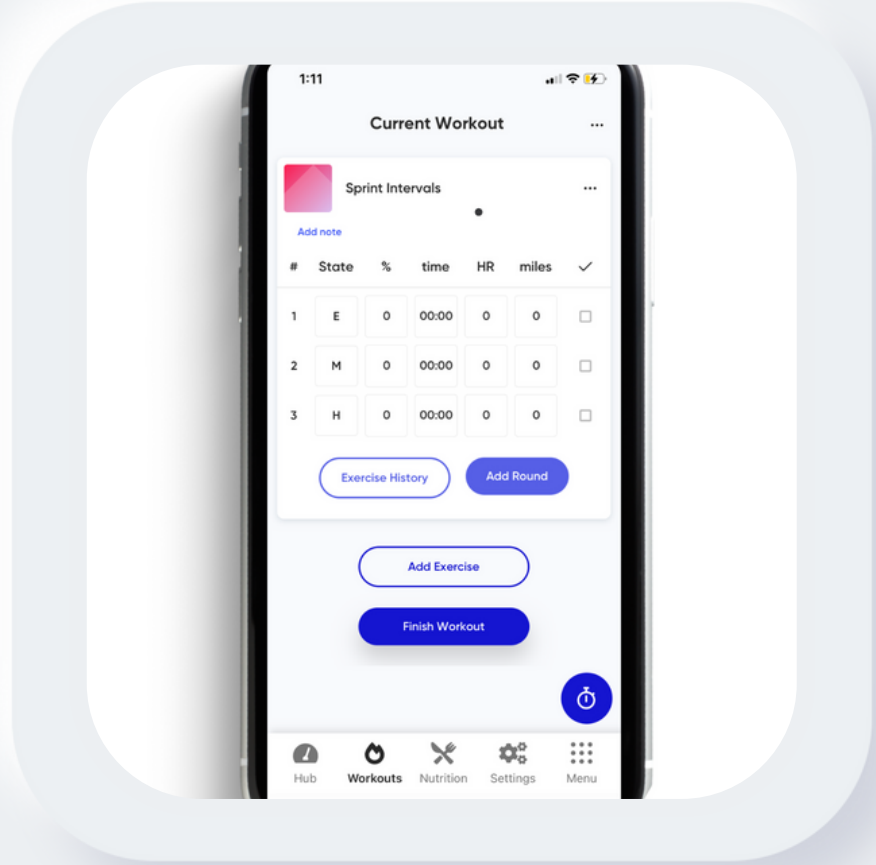 1:11
Current Workout
Sprint Intervals
Add note
# State % time HR miles
1 E 0 00:00 0 0
2 M 0 00:00 0 0
3 H 0 00:00 0 0
Exercise History Add Round
Add Exercise
Finish Workout
Hub Workouts Nutrition Settings Menu